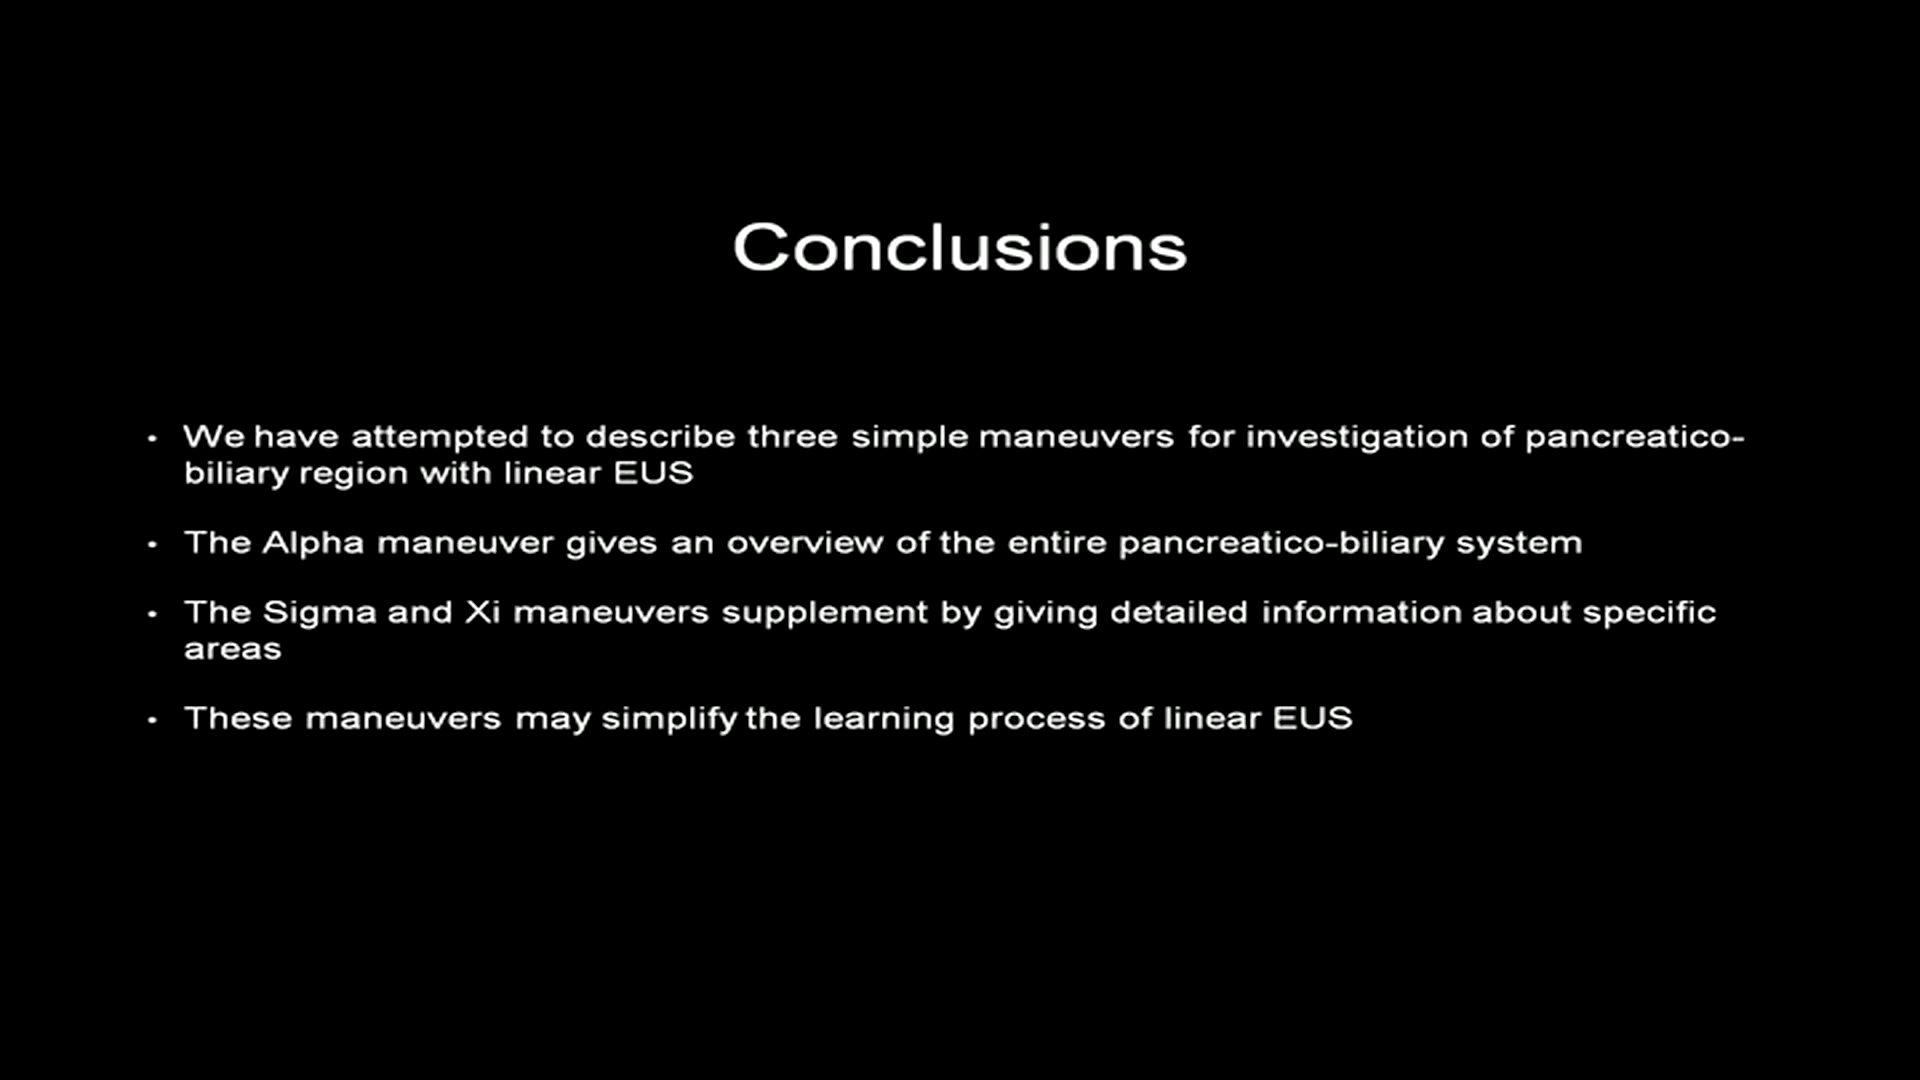 Conclusions
• We have attempted to describe three simple maneuvers for investigation of pancreatico-
biliary region with linear EUS
• The Alpha maneuver gives an overview of the entire pancreatico-biliary system
• The Sigma and Xi maneuvers supplement by giving detailed information about specific
areas
• These maneuvers may simplify the learning process of linear EUS